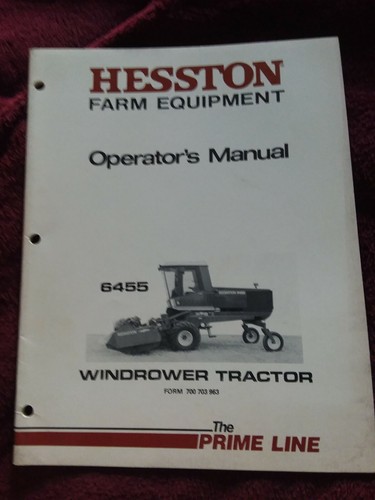 HESSTON
FARM EQUIPMENT
Operator's Manual
6455
WINDROWER TRACTOR
FORM 700 703 963
The
PRIME LINE